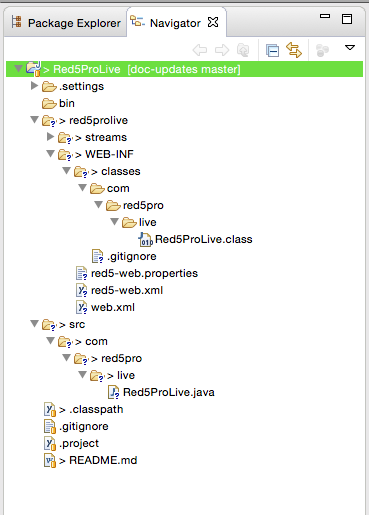 Package Explorer Navigator
> Red5ProLive [doc-updates master]
.settings
bin
> red5prolive
> streams
> WEB-INF
> classes
com
red5pro
live
Red5ProLive.class
.gitignore
red5-web.properties
red5-web.xml
web.xml
> src
> com
> red5pro
> live
Red5ProLive.java
> .classpath
.gitignore
.project
> README.md